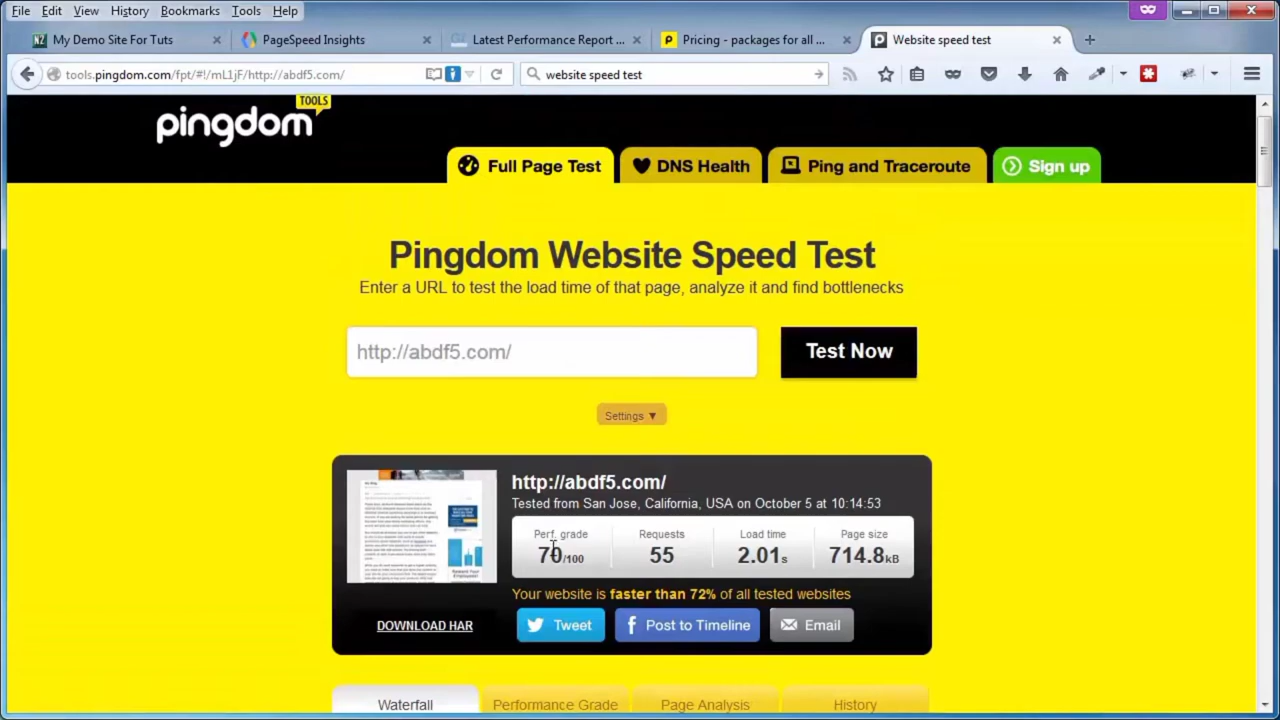 File Edit View History Bookmarks Tools Help
My Demo Site For Tuts
PageSpeed Insights
Latest Performance Report ...
Pricing - packages for all ...
Website speed test
tools.pingdom.com/fpt/#!/mL1jF/http://abdf5.com/
website speed test
pingdom
TOOLS
Full Page Test
DNS Health
Ping and Traceroute
Sign up
Pingdom Website Speed Test
Enter a URL to test the load time of that page, analyze it and find bottlenecks
http://abdf5.com/
Test Now
Settings ▼
http://abdf5.com/
Tested from San Jose, California, USA on October 5 at 10:14:53
Perf. grade Requests Load time Page size
70/100 55 2.01s 714.8kB
Your website is faster than 72% of all tested websites
DOWNLOAD HAR
Tweet
Post to Timeline
Email
Waterfall
Performance Grade
Page Analysis
History